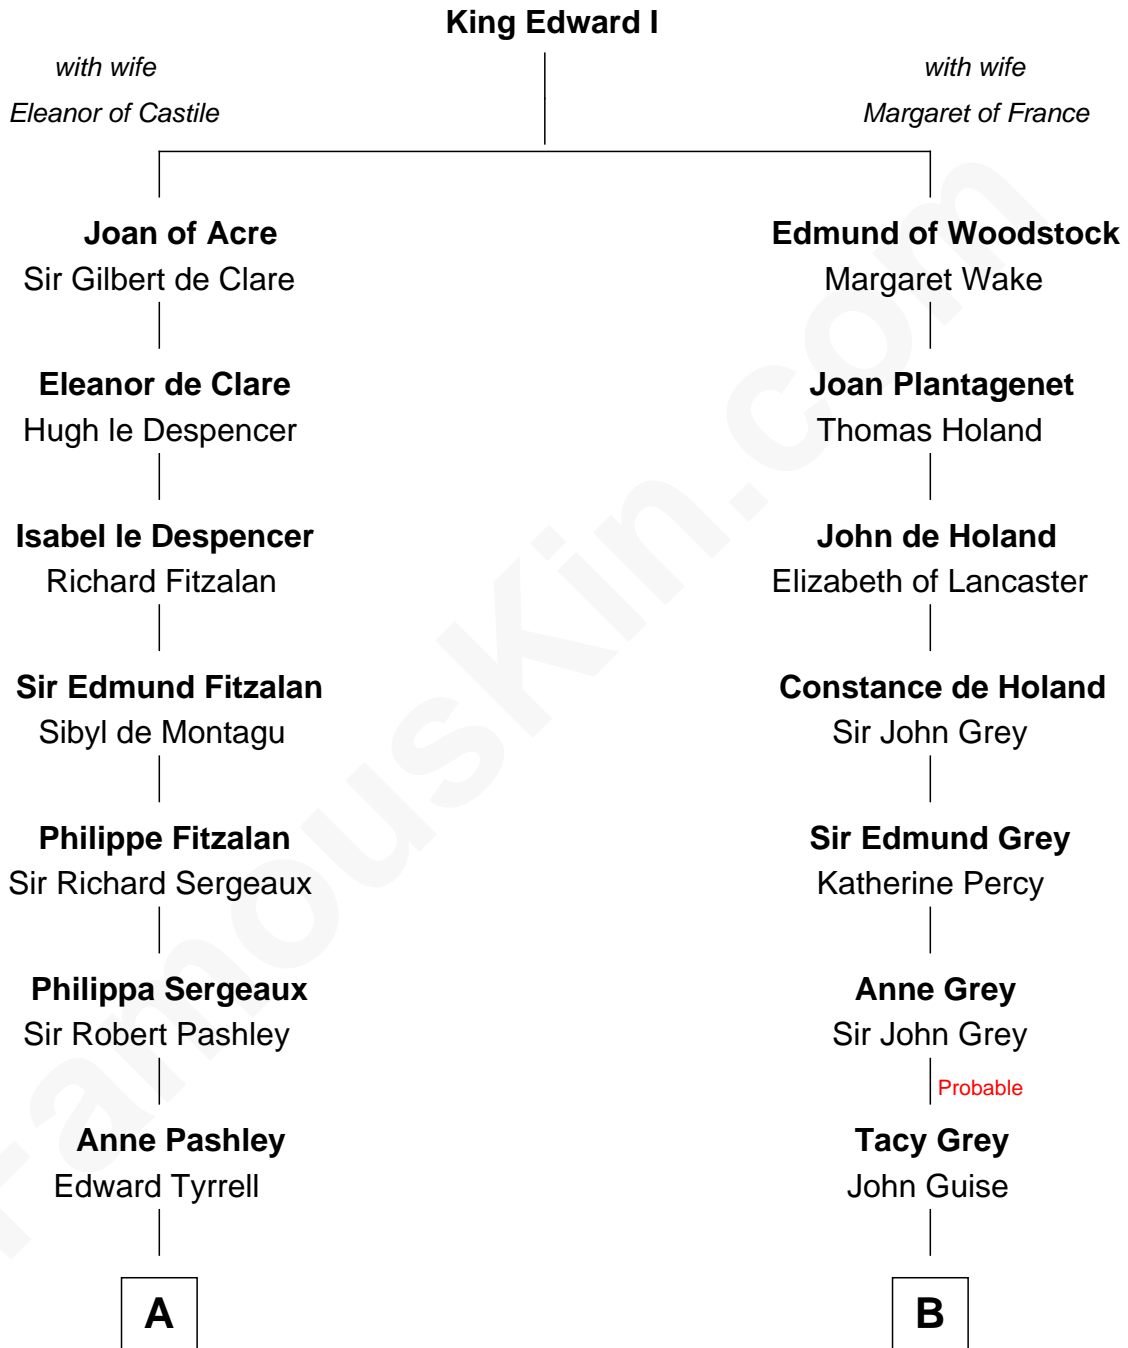 King Edward I
with wife
Eleanor of Castile
with wife
Margaret of France
Joan of Acre
Sir Gilbert de Clare
Edmund of Woodstock
Margaret Wake
Eleanor de Clare
Hugh le Despencer
Joan Plantagenet
Thomas Holand
Isabel le Despencer
Richard Fitzalan
John de Holand
Elizabeth of Lancaster
Sir Edmund Fitzalan
Sibyl de Montagu
Constance de Holand
Sir John Grey
Philippe Fitzalan
Sir Richard Sergeaux
Sir Edmund Grey
Katherine Percy
Philippa Sergeaux
Sir Robert Pashley
Anne Grey
Sir John Grey
Probable
Anne Pashley
Edward Tyrrell
Tacy Grey
John Guise
A
B
FamousKin.com